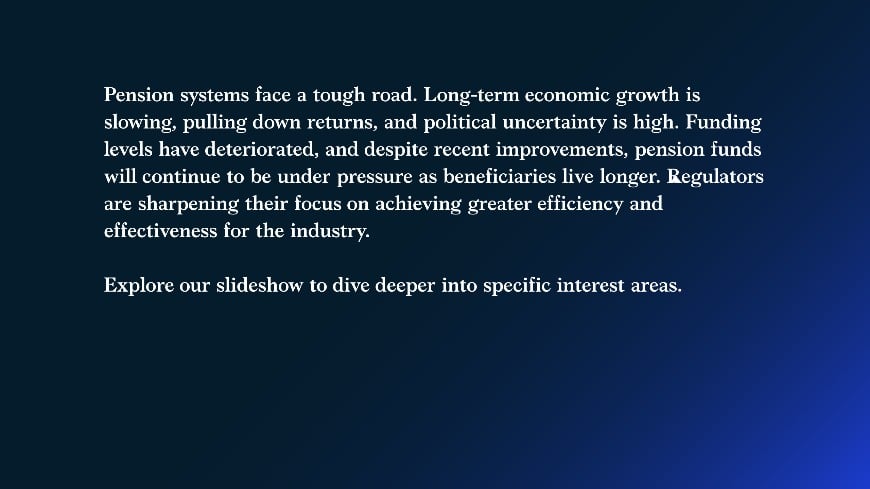 Pension systems face a tough road. Long-term economic growth is
slowing, pulling down returns, and political uncertainty is high. Funding
levels have deteriorated, and despite recent improvements, pension funds
will continue to be under pressure as beneficiaries live longer. Regulators
are sharpening their focus on achieving greater efficiency and
effectiveness for the industry.
Explore our slideshow to dive deeper into specific interest areas.